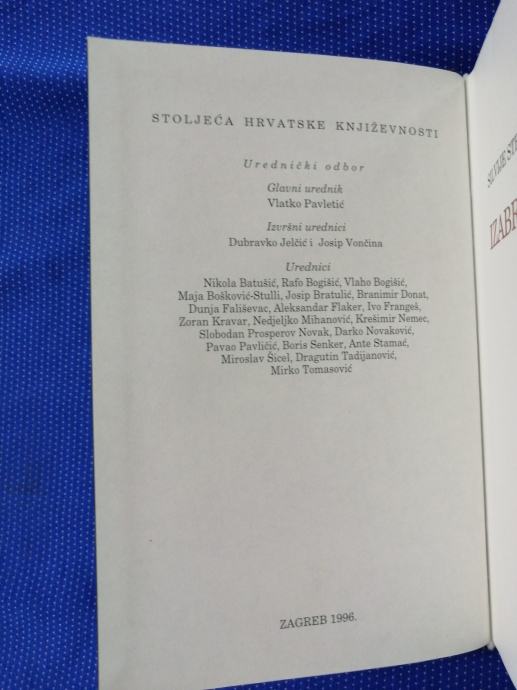 STOLJEĆA HRVATSKE KNJIŽEVNOSTI
Urednički odbor
Glavni urednik
Vlatko Pavletić
Izvršni urednici
Dubravko Jelčić i Josip Vončina
Urednici
Nikola Batušić, Rafo Bogišić, Vlaho Bogišić,
Maja Bošković-Stulli, Josip Bratulić, Branimir Donat,
Dunja Fališevac, Aleksandar Flaker, Ivo Frangeš,
Zoran Kravar, Nedjeljko Mihanović, Krešimir Nemec,
Slobodan Prosperov Novak, Darko Novaković,
Pavao Pavličić, Boris Senker, Ante Stamać,
Miroslav Šicel, Dragutin Tadijanović,
Mirko Tomasović
ZAGREB 1996.
SILVIJE STR
IZABR